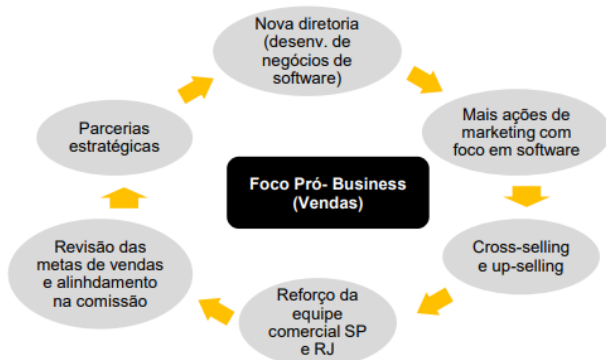 Nova diretoria
(desenv. de
negócios de
software)
Mais ações de
marketing com
foco em software
Cross-selling
e up-selling
Reforço da
equipe
comercial SP
e RJ
Revisão das
metas de vendas
e alinhdamento
na comissão
Parcerias
estratégicas
Foco Pró- Business
(Vendas)